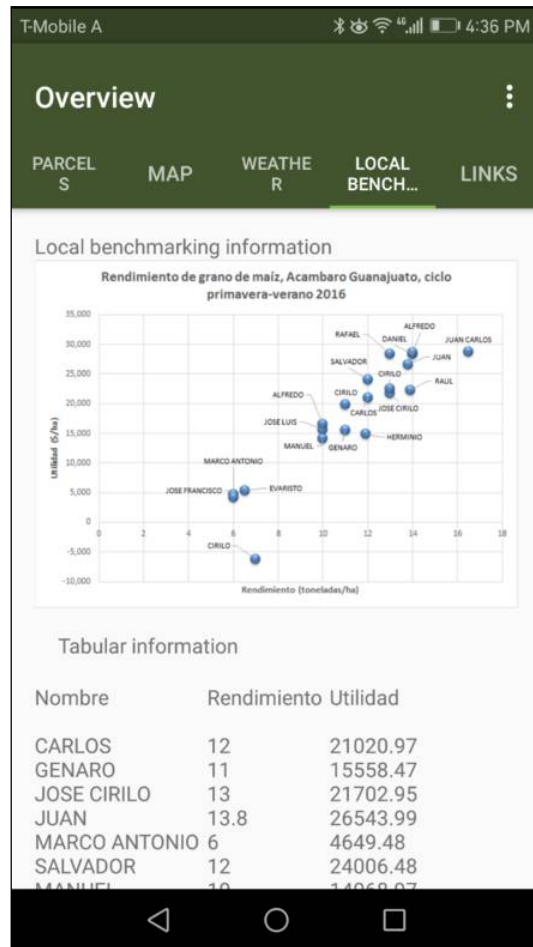 T-Mobile A 4:36 PM
Overview
PARCEL
S
MAP
WEATHE
R
LOCAL
BENCH...
LINKS
Local benchmarking information
Rendimiento de grano de maíz, Acambaro Guanajuato, ciclo
primavera-verano 2016
35,000
30,000
25,000
20,000
15,000
10,000
5,000
0
-5,000
-10,000
Utilidad ($/ha)
ALFREDO
RAFAEL
DANIEL
JUAN CARLOS
SALVADOR
JUAN
CIRILO
RAUL
ALFREDO
CIRILO
CARLOS
JOSE CIRILO
JOSE LUIS
MANUEL
GENARO
HERMINIO
MARCO ANTONIO
JOSE FRANCISCO
EVARISTO
CIRILO
0 2 4 6 8 10 12 14 16 18
Rendimiento (toneladas/ha)
Tabular information
Nombre Rendimiento Utilidad
CARLOS 12 21020.97
GENARO 11 15558.47
JOSE CIRILO 13 21702.95
JUAN 13.8 26543.99
MARCO ANTONIO 6 4649.48
SALVADOR 12 24006.48
MANUEL 10